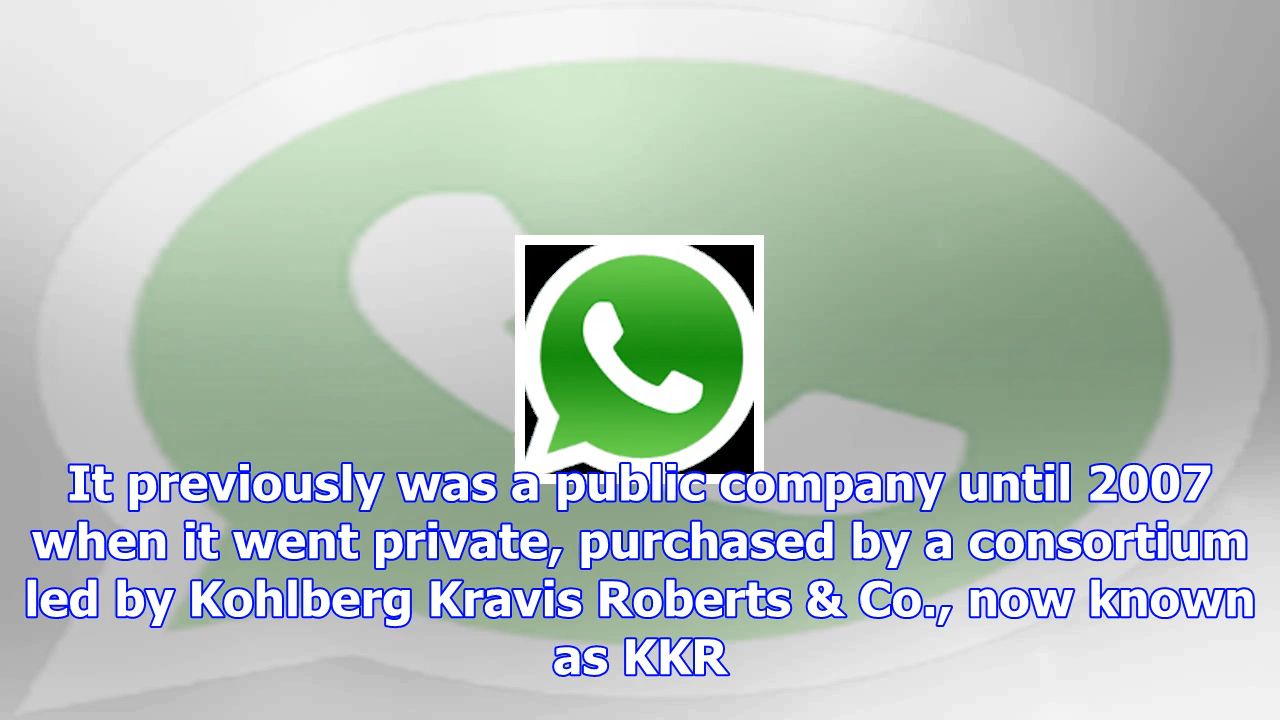 It previously was a public company until 2007
when it went private, purchased by a consortium
led by Kohlberg Kravis Roberts & Co., now known
as KKR